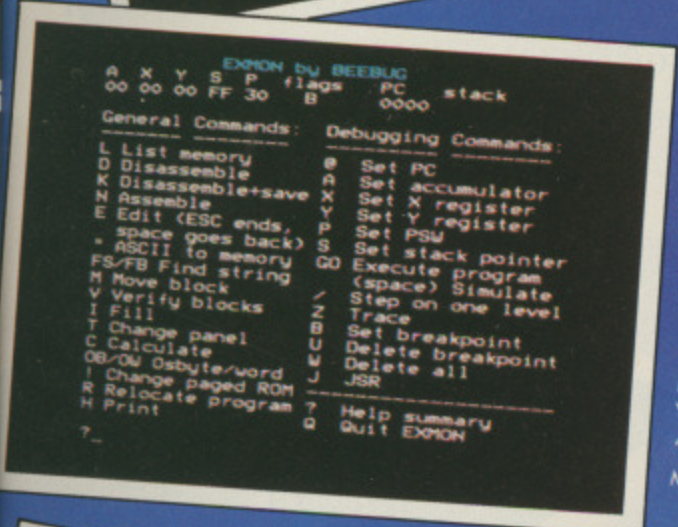 EXMON by BEEBUG
A X Y S P flags PC stack
00 00 00 FF 30 B 0000
General Commands:
L List memory
D Disassemble
K Disassemble+save
N Assemble
E Edit (ESC ends,
space goes back)
" ASCII to memory
FS/FB Find string
M Move block
V Verify blocks
I Fill
T Change panel
C Calculate
OB/OW Osbyte/word
! Change paged ROM
R Relocate program
H Print
?_
Debugging Commands:
@ Set PC
A Set accumulator
X Set X register
Y Set Y register
P Set PSW
S Set stack pointer
GO Execute program
(space) Simulate
/ Step on one level
Z Trace
B Set breakpoint
U Delete breakpoint
W Delete all
J JSR
? Help summary
Q Quit EXMON